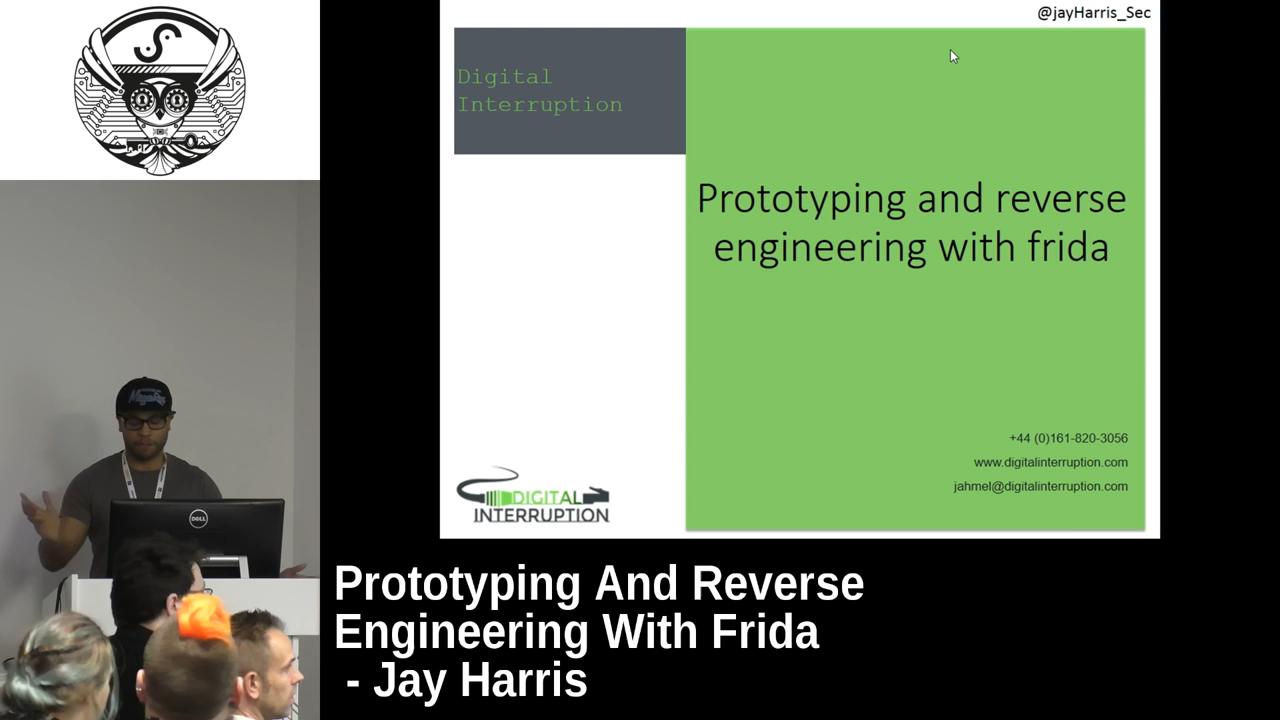 @jayHarris_Sec
Digital
Interruption
Prototyping and reverse
engineering with frida
+44 (0)161-820-3056
www.digitalinterruption.com
jahmel@digitalinterruption.com
DIGITAL
INTERRUPTION
DELL
Prototyping And Reverse
Engineering With Frida
- Jay Harris